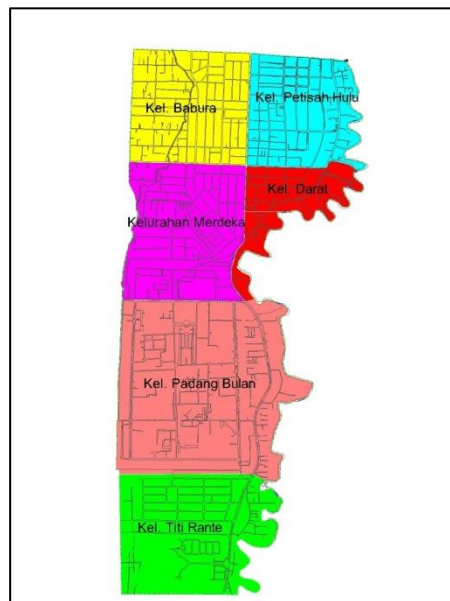 Kel. Babura
Kel. Petisah Hulu
Kel. Darat
Kelurahan Merdeka
Kel. Padang Bulan
Kel. Titi Rante